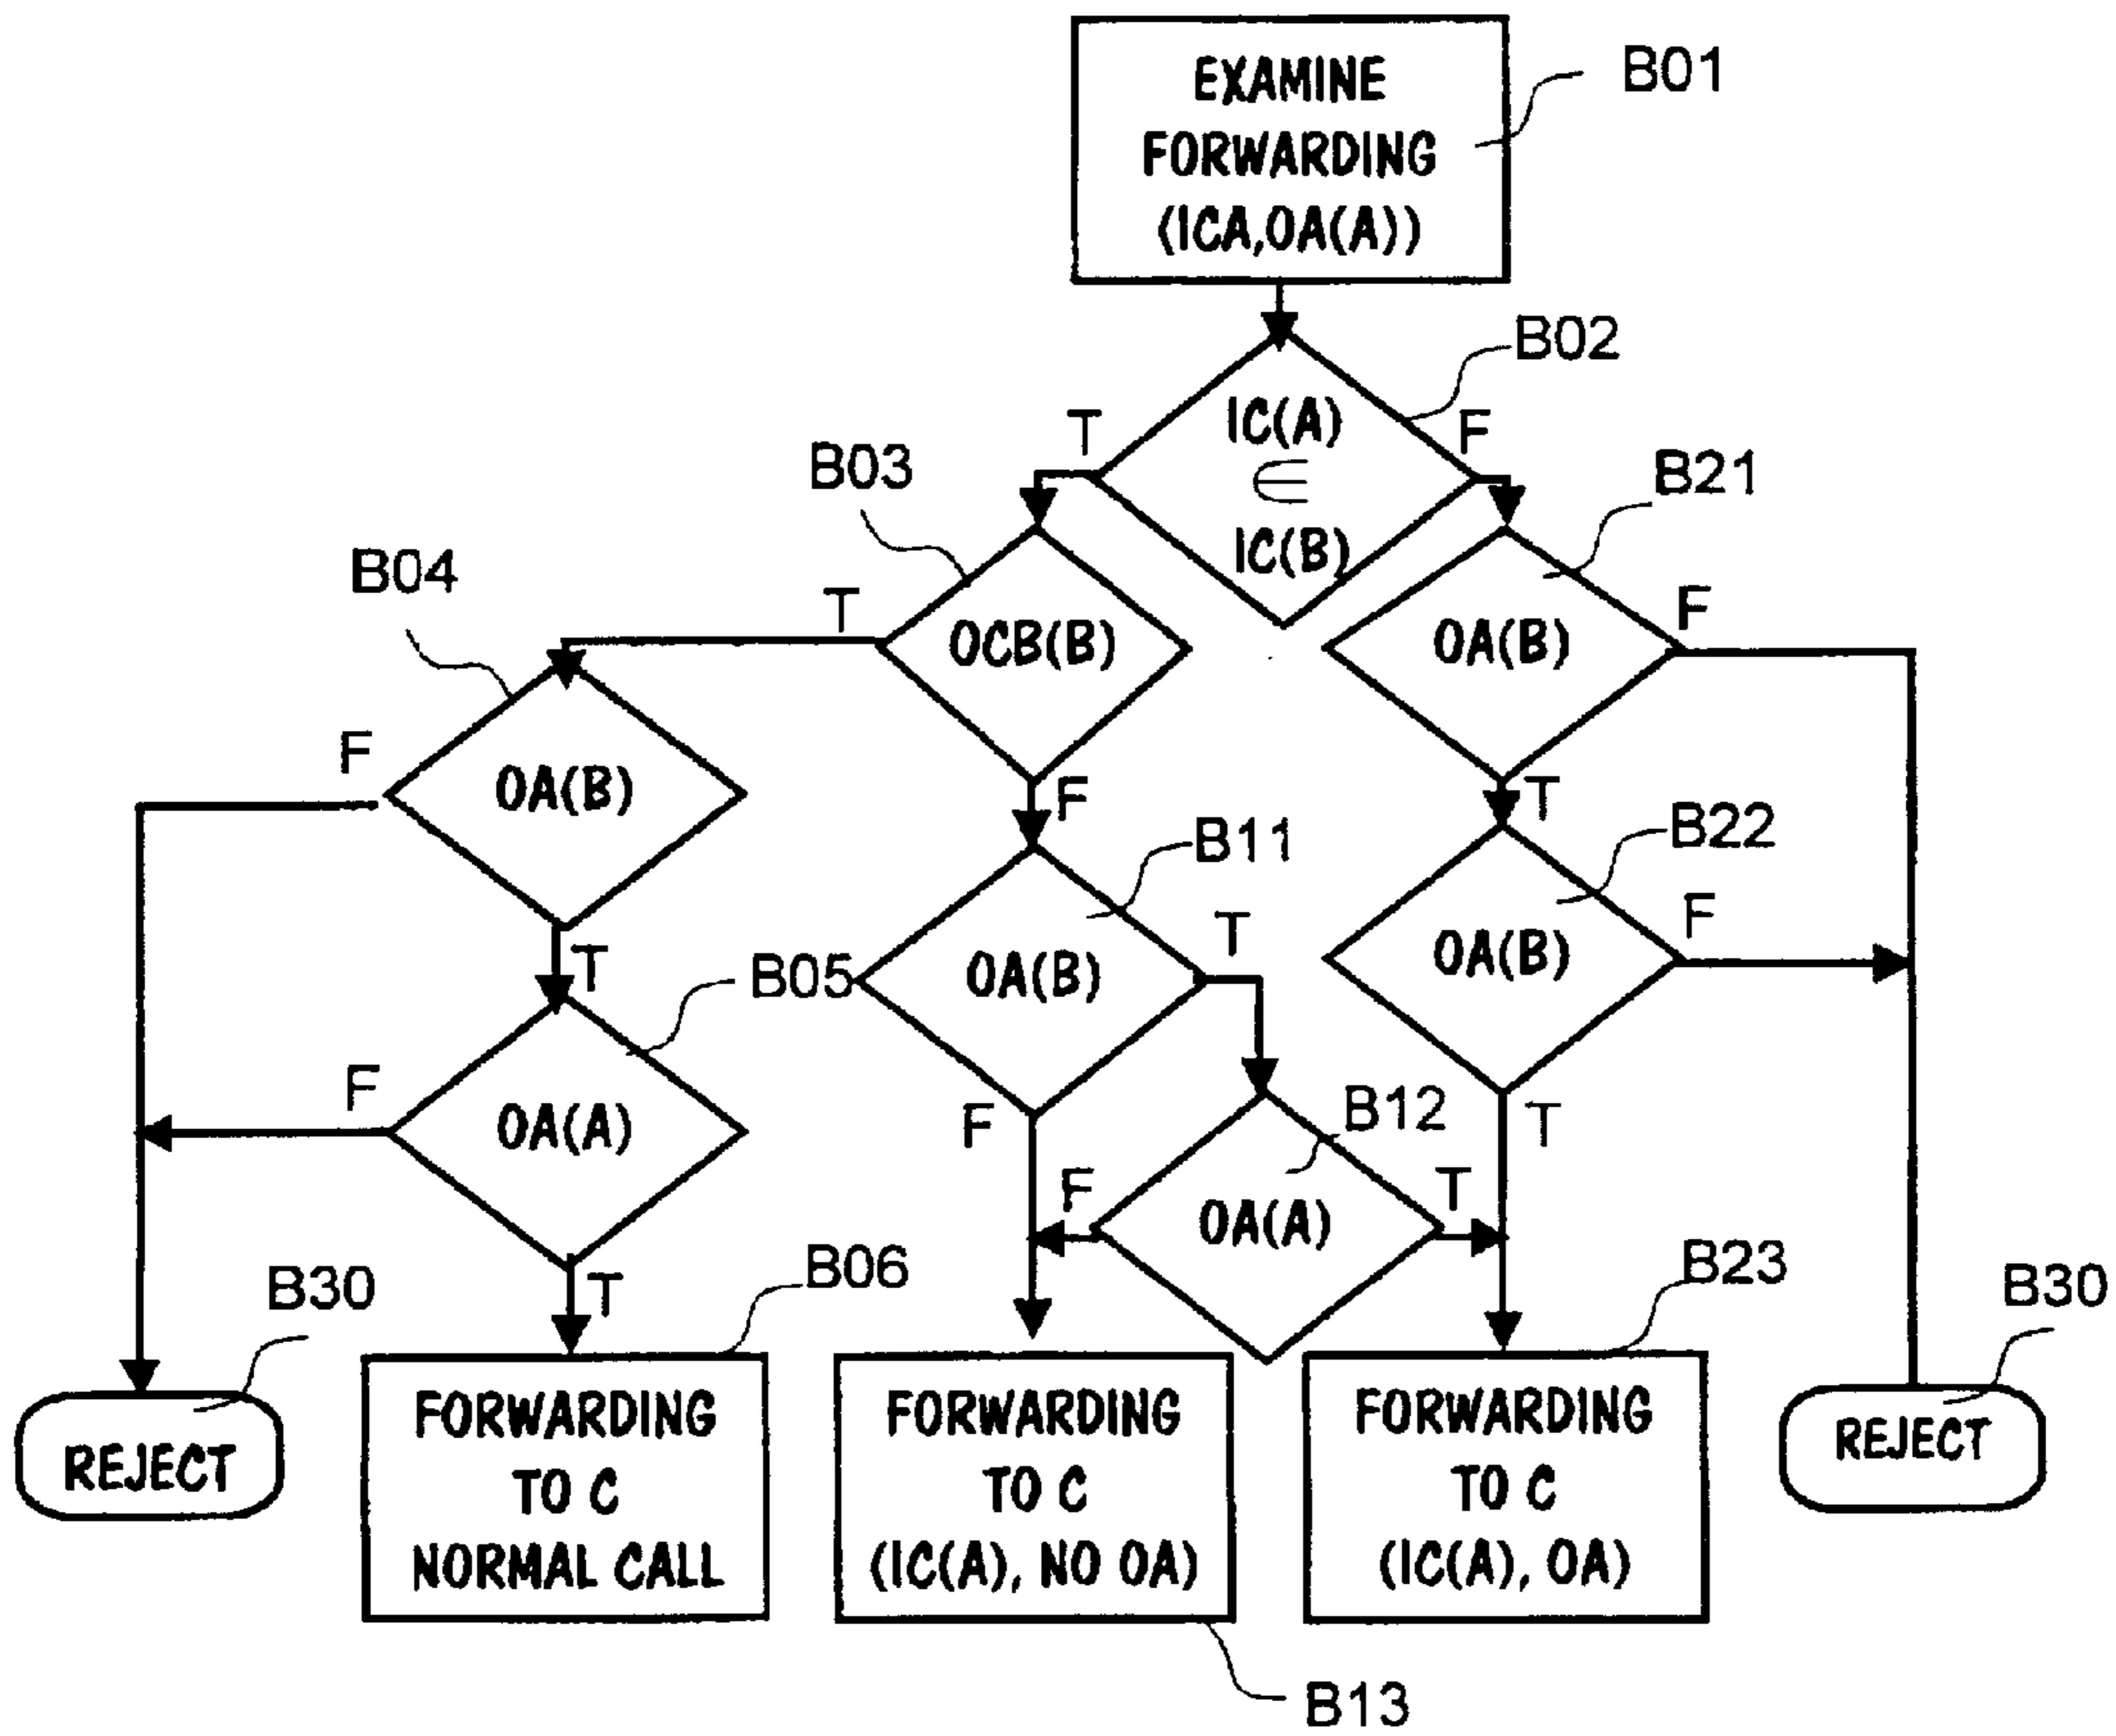 EXAMINE
FORWARDING
(ICA,OA(A))
B01
B02
IC(A)
∈
IC(B)
T
F
B03
B21
B04
T
OCB(B)
OA(B)
F
F
OA(B)
F
T
B11
B22
T
B05
OA(B)
T
OA(B)
F
F
OA(A)
F
B12
T
F
OA(A)
T
B30
T
B06
B23
B30
REJECT
FORWARDING
TO C
NORMAL CALL
FORWARDING
TO C
(IC(A), NO OA)
FORWARDING
TO C
(IC(A), OA)
REJECT
B13